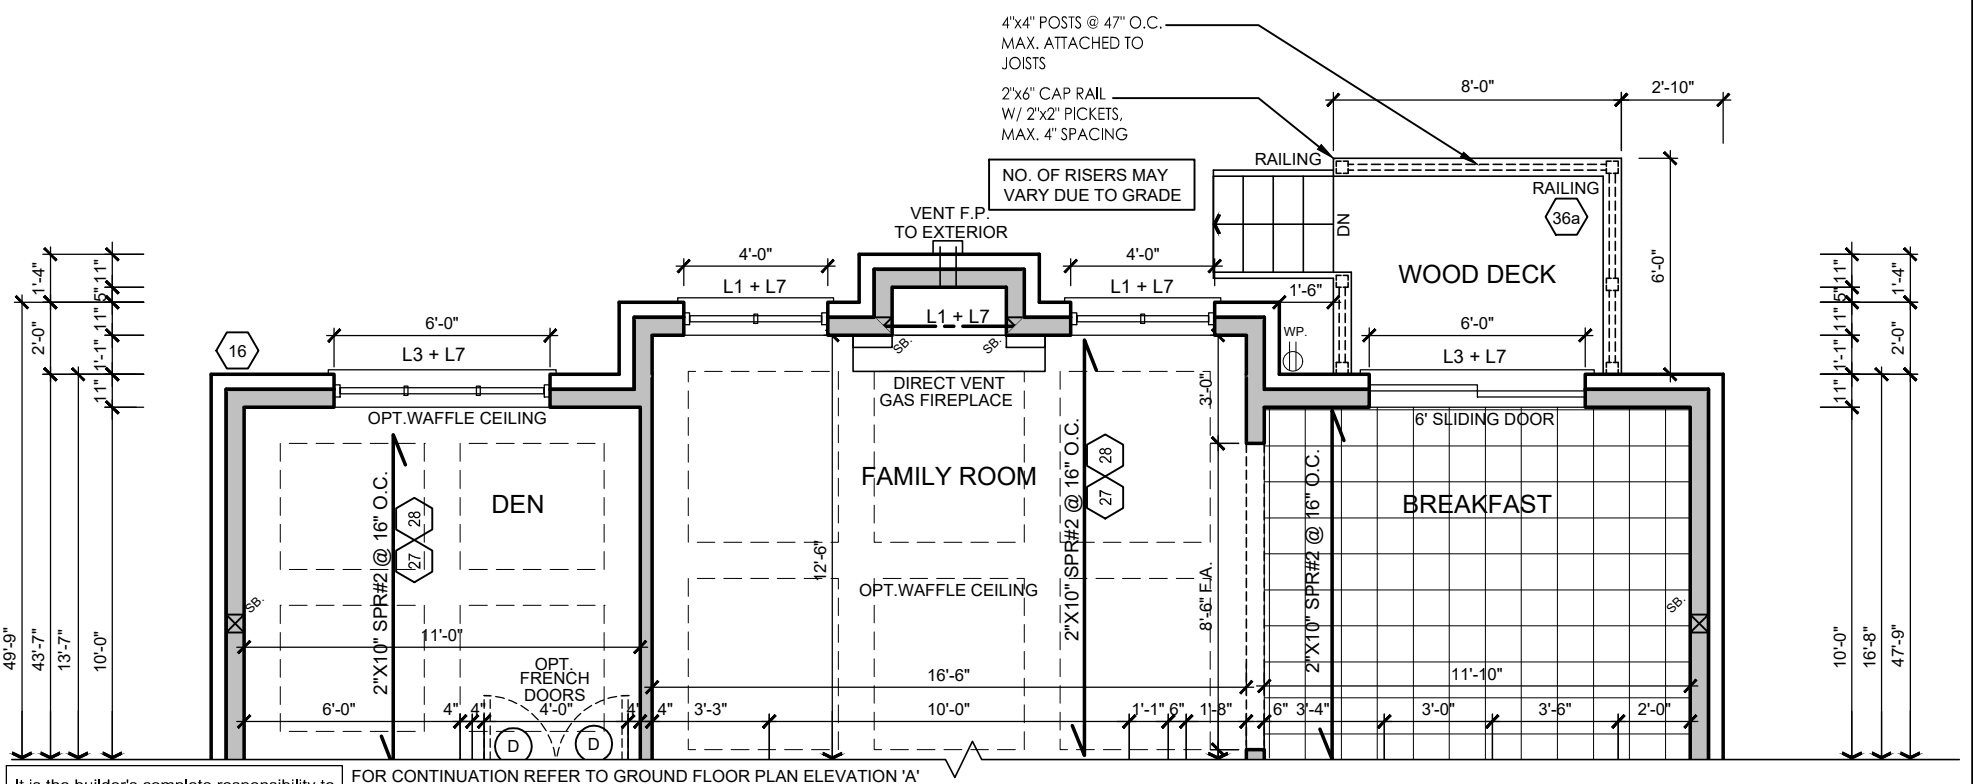 4"x4" POSTS @ 47" O.C.
MAX. ATTACHED TO
JOISTS
2"x6" CAP RAIL
W/ 2"x2" PICKETS,
MAX. 4" SPACING
NO. OF RISERS MAY
VARY DUE TO GRADE
8'-0"
2'-10"
RAILING
RAILING
36a
DN
WOOD DECK
6'-0"
VENT F.P.
TO EXTERIOR
4'-0"
L1 + L7
4'-0"
L1 + L7
L1 + L7
1'-6"
WP.
6'-0"
L3 + L7
6' SLIDING DOOR
16
6'-0"
L3 + L7
OPT.WAFFLE CEILING
SB.
SB.
DIRECT VENT
GAS FIREPLACE
1'-4"
2'-0"
11"
5"
11"
1'-1"
11"
49'-9"
43'-7"
13'-7"
10'-0"
11"
5"
11"
1'-1"
11"
1'-4"
2'-0"
10'-0"
16'-8"
47'-9"
DEN
2"X10" SPR#2 @ 16" O.C.
28
27
FAMILY ROOM
2"X10" SPR#2 @ 16" O.C.
28
27
3'-0"
BREAKFAST
2"X10" SPR#2 @ 16" O.C.
12'-6"
OPT.WAFFLE CEILING
8'-6" F.A.
SB.
SB.
11'-0"
OPT.
FRENCH
DOORS
16'-6"
11'-10"
6'-0"
4"
4"
4'-0"
4"
4"
3'-3"
10'-0"
1'-1"
6"
1'-8"
6"
3'-4"
3'-0"
3'-6"
2'-0"
D
D
FOR CONTINUATION REFER TO GROUND FLOOR PLAN ELEVATION 'A'
It is the builder's complete responsibility to